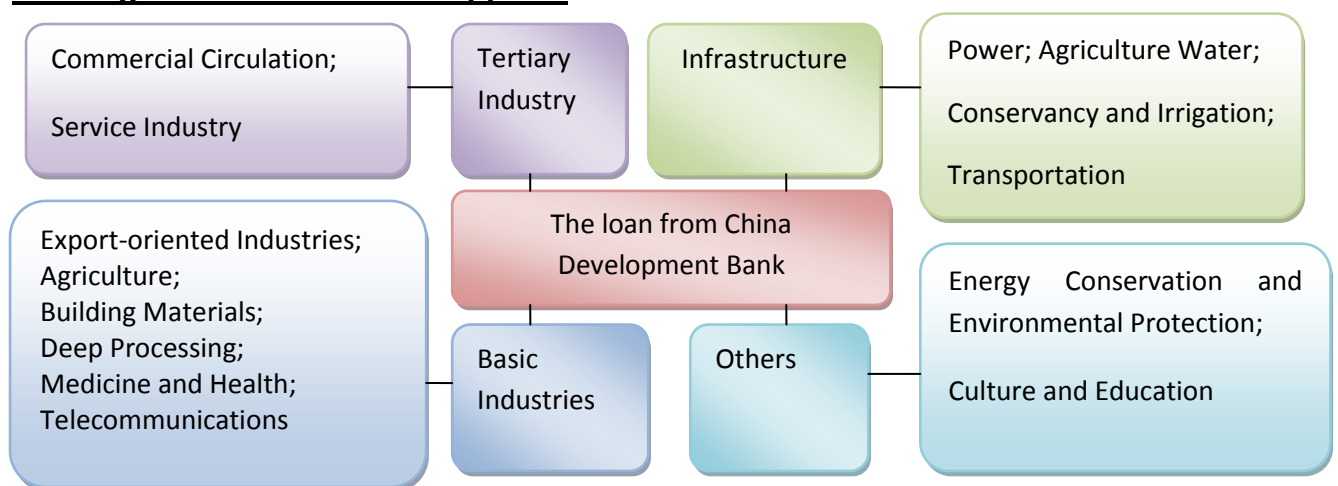 Commercial Circulation;
Service Industry
Tertiary
Industry
Infrastructure
Power; Agriculture Water;
Conservancy and Irrigation;
Transportation
The loan from China
Development Bank
Export-oriented Industries;
Agriculture;
Building Materials;
Deep Processing;
Medicine and Health;
Telecommunications
Basic
Industries
Others
Energy Conservation and
Environmental Protection;
Culture and Education